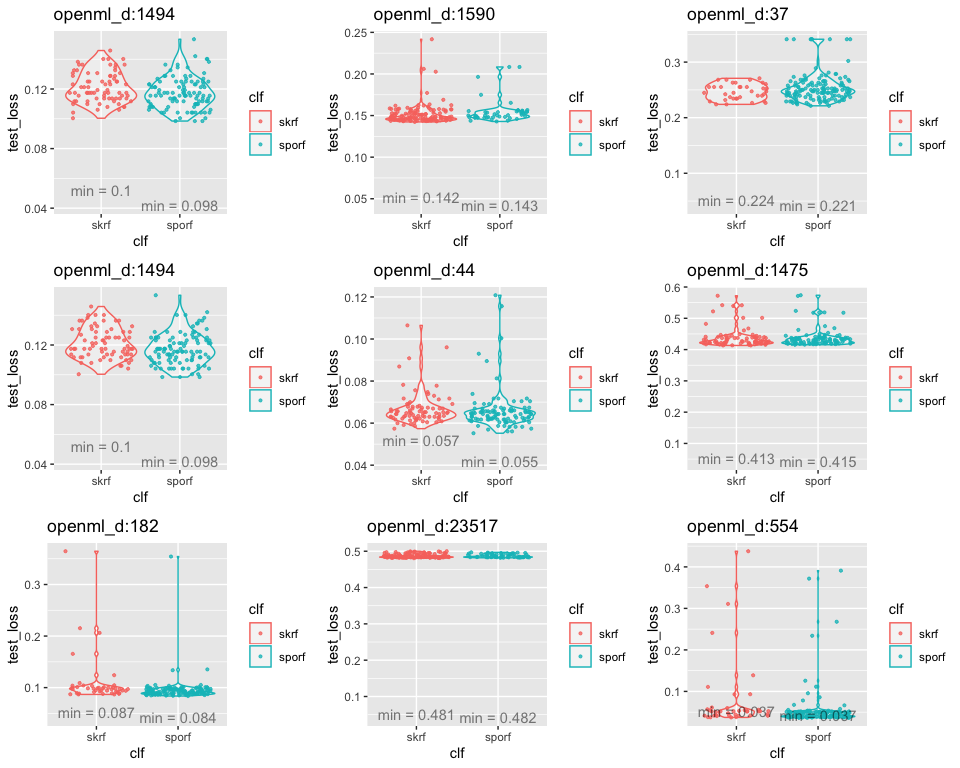 openml_d:1494
test_loss
0.12
0.08
0.04
min = 0.1
min = 0.098
skrf
sporf
clf
clf
skrf
sporf
openml_d:1590
test_loss
0.25
0.20
0.15
0.10
0.05
min = 0.142
min = 0.143
skrf
sporf
clf
clf
skrf
sporf
openml_d:37
test_loss
0.3
0.2
0.1
min = 0.224
min = 0.221
skrf
sporf
clf
clf
skrf
sporf
openml_d:1494
test_loss
0.12
0.08
0.04
min = 0.1
min = 0.098
skrf
sporf
clf
clf
skrf
sporf
openml_d:44
test_loss
0.12
0.10
0.08
0.06
0.04
min = 0.057
min = 0.055
skrf
sporf
clf
clf
skrf
sporf
openml_d:1475
test_loss
0.6
0.5
0.4
0.3
0.2
0.1
min = 0.413
min = 0.415
skrf
sporf
clf
clf
skrf
sporf
openml_d:182
test_loss
0.3
0.2
0.1
min = 0.087
min = 0.084
skrf
sporf
clf
clf
skrf
sporf
openml_d:23517
test_loss
0.5
0.4
0.3
0.2
0.1
min = 0.481
min = 0.482
skrf
sporf
clf
clf
skrf
sporf
openml_d:554
test_loss
0.4
0.3
0.2
0.1
min = 0.037
min = 0.037
skrf
sporf
clf
clf
skrf
sporf